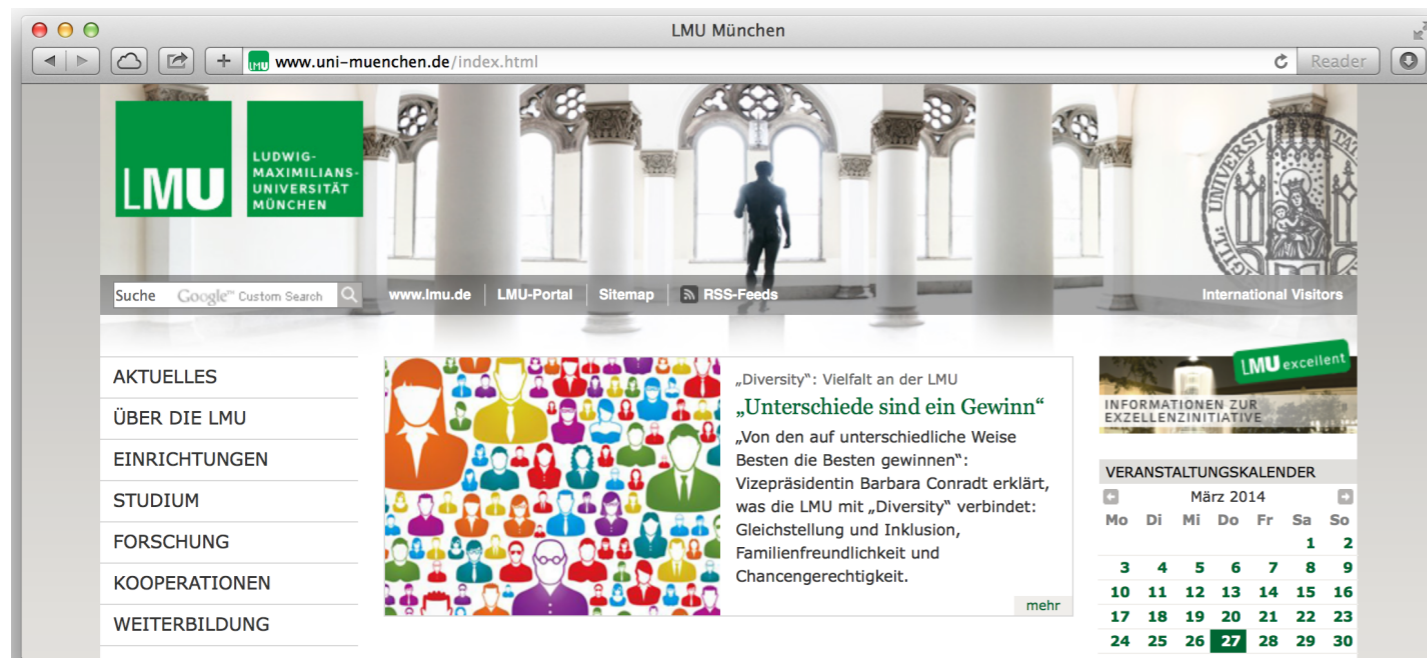 LMU München
www.uni-muenchen.de/index.html
Reader
LMU
LUDWIG-
MAXIMILIANS-
UNIVERSITÄT
MÜNCHEN
Suche Google™ Custom Search
www.lmu.de LMU-Portal Sitemap RSS-Feeds
International Visitors
AKTUELLES
ÜBER DIE LMU
EINRICHTUNGEN
STUDIUM
FORSCHUNG
KOOPERATIONEN
WEITERBILDUNG
„Diversity“: Vielfalt an der LMU
„Unterschiede sind ein Gewinn“
„Von den auf unterschiedliche Weise
Besten die Besten gewinnen“:
Vizepräsidentin Barbara Conradt erklärt,
was die LMU mit „Diversity“ verbindet:
Gleichstellung und Inklusion,
Familienfreundlichkeit und
Chancengerechtigkeit.
mehr
LMU excellent
INFORMATIONEN ZUR
EXZELLENZINITIATIVE
VERANSTALTUNGSKALENDER
März 2014
Mo Di Mi Do Fr Sa So
1 2
3 4 5 6 7 8 9
10 11 12 13 14 15 16
17 18 19 20 21 22 23
24 25 26 27 28 29 30